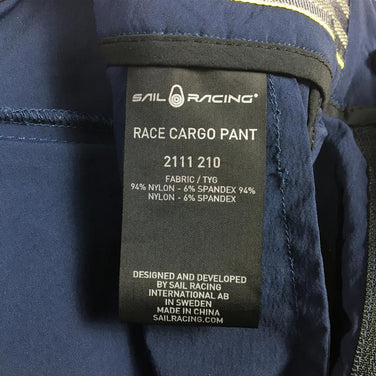 SAIL RACING®
RACE CARGO PANT
2111 210
FABRIC / TYG
94% NYLON - 6% SPANDEX 94%
NYLON - 6% SPANDEX
DESIGNED AND DEVELOPED BY
SAIL RACING
INTERNATIONAL AB
IN SWEDEN
MADE IN CHINA
SAILRACING.COM